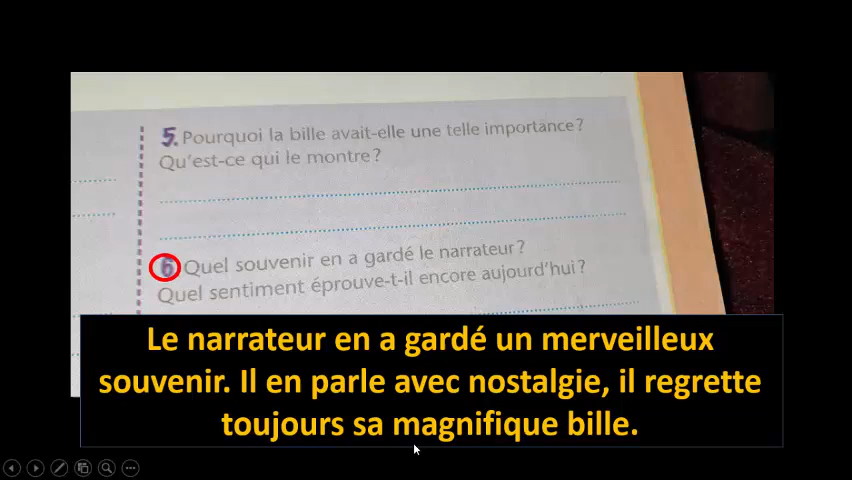 5. Pourquoi la bille avait-elle une telle importance ?
Qu'est-ce qui le montre ?
6 Quel souvenir en a gardé le narrateur ?
Quel sentiment éprouve-t-il encore aujourd'hui ?
Le narrateur en a gardé un merveilleux
souvenir. Il en parle avec nostalgie, il regrette
toujours sa magnifique bille.